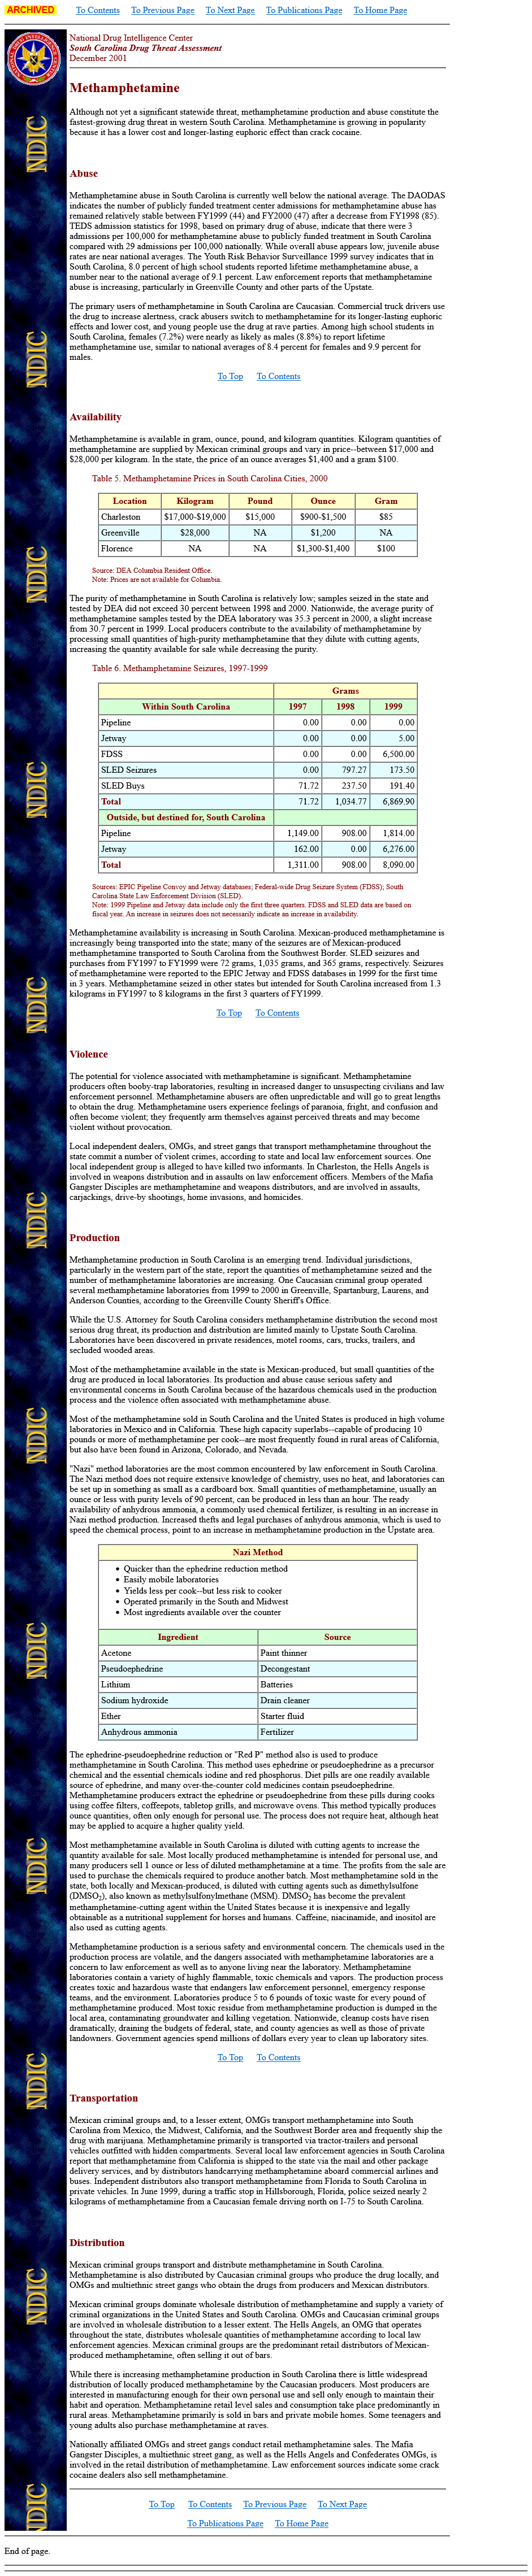 ARCHIVED To Contents To Previous Page To Next Page To Publications Page To Home Page
National Drug Intelligence Center
South Carolina Drug Threat Assessment
December 2001
Methamphetamine
Although not yet a significant statewide threat, methamphetamine production and abuse constitute the
fastest-growing drug threat in western South Carolina. Methamphetamine is growing in popularity
because it has a lower cost and longer-lasting euphoric effect than crack cocaine.
Abuse
Methamphetamine abuse in South Carolina is currently well below the national average. The DAODAS
indicates the number of publicly funded treatment center admissions for methamphetamine abuse has
remained relatively stable between FY1999 (44) and FY2000 (47) after a decrease from FY1998 (85).
TEDS admission statistics for 1998, based on primary drug of abuse, indicate that there were 3
admissions per 100,000 for methamphetamine abuse to publicly funded treatment in South Carolina
compared with 29 admissions per 100,000 nationally. While overall abuse appears low, juvenile abuse
rates are near national averages. The Youth Risk Behavior Surveillance 1999 survey indicates that in
South Carolina, 8.0 percent of high school students reported lifetime methamphetamine abuse, a
number near to the national average of 9.1 percent. Law enforcement reports that methamphetamine
abuse is increasing, particularly in Greenville County and other parts of the Upstate.
The primary users of methamphetamine in South Carolina are Caucasian. Commercial truck drivers use
the drug to increase alertness, crack abusers switch to methamphetamine for its longer-lasting euphoric
effects and lower cost, and young people use the drug at rave parties. Among high school students in
South Carolina, females (7.2%) were nearly as likely as males (8.8%) to report lifetime
methamphetamine use, similar to national averages of 8.4 percent for females and 9.9 percent for
males.
To Top To Contents
Availability
Methamphetamine is available in gram, ounce, pound, and kilogram quantities. Kilogram quantities of
methamphetamine are supplied by Mexican criminal groups and vary in price--between $17,000 and
$28,000 per kilogram. In the state, the price of an ounce averages $1,400 and a gram $100.
Table 5. Methamphetamine Prices in South Carolina Cities, 2000
Location Kilogram Pound Ounce Gram
Charleston $17,000-$19,000 $15,000 $900-$1,500 $85
Greenville $28,000 NA $1,200 NA
Florence NA NA $1,300-$1,400 $100
Source: DEA Columbia Resident Office.
Note: Prices are not available for Columbia.
The purity of methamphetamine in South Carolina is relatively low; samples seized in the state and
tested by DEA did not exceed 30 percent between 1998 and 2000. Nationwide, the average purity of
methamphetamine samples tested by the DEA laboratory was 35.3 percent in 2000, a slight increase
from 30.7 percent in 1999. Local producers contribute to the availability of methamphetamine by
processing small quantities of high-purity methamphetamine that they dilute with cutting agents,
increasing the quantity available for sale while decreasing the purity.
Table 6. Methamphetamine Seizures, 1997-1999
Grams
Within South Carolina 1997 1998 1999
Pipeline 0.00 0.00 0.00
Jetway 0.00 0.00 5.00
FDSS 0.00 0.00 6,500.00
SLED Seizures 0.00 797.27 173.50
SLED Buys 71.72 237.50 191.40
Total 71.72 1,034.77 6,869.90
Outside, but destined for, South Carolina
Pipeline 1,149.00 908.00 1,814.00
Jetway 162.00 0.00 6,276.00
Total 1,311.00 908.00 8,090.00
Sources: EPIC Pipeline Convoy and Jetway databases; Federal-wide Drug Seizure System (FDSS); South
Carolina State Law Enforcement Division (SLED).
Note: 1999 Pipeline and Jetway data include only the first three quarters. FDSS and SLED data are based on
fiscal year. An increase in seizures does not necessarily indicate an increase in availability.
Methamphetamine availability is increasing in South Carolina. Mexican-produced methamphetamine is
increasingly being transported into the state; many of the seizures are of Mexican-produced
methamphetamine transported to South Carolina from the Southwest Border. SLED seizures and
purchases from FY1997 to FY1999 were 72 grams, 1,035 grams, and 365 grams, respectively. Seizures
of methamphetamine were reported to the EPIC Jetway and FDSS databases in 1999 for the first time
in 3 years. Methamphetamine seized in other states but intended for South Carolina increased from 1.3
kilograms in FY1997 to 8 kilograms in the first 3 quarters of FY1999.
To Top To Contents
Violence
The potential for violence associated with methamphetamine is significant. Methamphetamine
producers often booby-trap laboratories, resulting in increased danger to unsuspecting civilians and law
enforcement personnel. Methamphetamine abusers are often unpredictable and will go to great lengths
to obtain the drug. Methamphetamine users experience feelings of paranoia, fright, and confusion and
often become violent; they frequently arm themselves against perceived threats and may become
violent without provocation.
Local independent dealers, OMGs, and street gangs that transport methamphetamine throughout the
state commit a number of violent crimes, according to state and local law enforcement sources. One
local independent group is alleged to have killed two informants. In Charleston, the Hells Angels is
involved in weapons distribution and in assaults on law enforcement officers. Members of the Mafia
Gangster Disciples are methamphetamine and weapons distributors, and are involved in assaults,
carjackings, drive-by shootings, home invasions, and homicides.
Production
Methamphetamine production in South Carolina is an emerging trend. Individual jurisdictions,
particularly in the western part of the state, report the quantities of methamphetamine seized and the
number of methamphetamine laboratories are increasing. One Caucasian criminal group operated
several methamphetamine laboratories from 1999 to 2000 in Greenville, Spartanburg, Laurens, and
Anderson Counties, according to the Greenville County Sheriff's Office.
While the U.S. Attorney for South Carolina considers methamphetamine distribution the second most
serious drug threat, its production and distribution are limited mainly to Upstate South Carolina.
Laboratories have been discovered in private residences, motel rooms, cars, trucks, trailers, and
secluded wooded areas.
Most of the methamphetamine available in the state is Mexican-produced, but small quantities of the
drug are produced in local laboratories. Its production and abuse cause serious safety and
environmental concerns in South Carolina because of the hazardous chemicals used in the production
process and the violence often associated with methamphetamine abuse.
Most of the methamphetamine sold in South Carolina and the United States is produced in high volume
laboratories in Mexico and in California. These high capacity superlabs--capable of producing 10
pounds or more of methamphetamine per cook--are most frequently found in rural areas of California,
but also have been found in Arizona, Colorado, and Nevada.
"Nazi" method laboratories are the most common encountered by law enforcement in South Carolina.
The Nazi method does not require extensive knowledge of chemistry, uses no heat, and laboratories can
be set up in something as small as a cardboard box. Small quantities of methamphetamine, usually an
ounce or less with purity levels of 90 percent, can be produced in less than an hour. The ready
availability of anhydrous ammonia, a commonly used chemical fertilizer, is resulting in an increase in
Nazi method production. Increased thefts and legal purchases of anhydrous ammonia, which is used to
speed the chemical process, point to an increase in methamphetamine production in the Upstate area.
Nazi Method
• Quicker than the ephedrine reduction method
• Easily mobile laboratories
• Yields less per cook--but less risk to cooker
• Operated primarily in the South and Midwest
• Most ingredients available over the counter
Ingredient Source
Acetone Paint thinner
Pseudoephedrine Decongestant
Lithium Batteries
Sodium hydroxide Drain cleaner
Ether Starter fluid
Anhydrous ammonia Fertilizer
The ephedrine-pseudoephedrine reduction or "Red P" method also is used to produce
methamphetamine in South Carolina. This method uses ephedrine or pseudoephedrine as a precursor
chemical and the essential chemicals iodine and red phosphorus. Diet pills are one readily available
source of ephedrine, and many over-the-counter cold medicines contain pseudoephedrine.
Methamphetamine producers extract the ephedrine or pseudoephedrine from these pills during cooks
using coffee filters, coffeepots, tabletop grills, and microwave ovens. This method typically produces
ounce quantities, often only enough for personal use. The process does not require heat, although heat
may be applied to acquire a higher quality yield.
Most methamphetamine available in South Carolina is diluted with cutting agents to increase the
quantity available for sale. Most locally produced methamphetamine is intended for personal use, and
many producers sell 1 ounce or less of diluted methamphetamine at a time. The profits from the sale are
used to purchase the chemicals required to produce another batch. Most methamphetamine sold in the
state, both locally and Mexican-produced, is diluted with cutting agents such as dimethylsulfone
(DMSO2), also known as methylsulfonylmethane (MSM). DMSO2 has become the prevalent
methamphetamine-cutting agent within the United States because it is inexpensive and legally
obtainable as a nutritional supplement for horses and humans. Caffeine, niacinamide, and inositol are
also used as cutting agents.
Methamphetamine production is a serious safety and environmental concern. The chemicals used in the
production process are volatile, and the dangers associated with methamphetamine laboratories are a
concern to law enforcement as well as to anyone living near the laboratory. Methamphetamine
laboratories contain a variety of highly flammable, toxic chemicals and vapors. The production process
creates toxic and hazardous waste that endangers law enforcement personnel, emergency response
teams, and the environment. Laboratories produce 5 to 6 pounds of toxic waste for every pound of
methamphetamine produced. Most toxic residue from methamphetamine production is dumped in the
local area, contaminating groundwater and killing vegetation. Nationwide, cleanup costs have risen
dramatically, draining the budgets of federal, state, and county agencies as well as those of private
landowners. Government agencies spend millions of dollars every year to clean up laboratory sites.
To Top To Contents
Transportation
Mexican criminal groups and, to a lesser extent, OMGs transport methamphetamine into South
Carolina from Mexico, the Midwest, California, and the Southwest Border area and frequently ship the
drug with marijuana. Methamphetamine primarily is transported via tractor-trailers and personal
vehicles outfitted with hidden compartments. Several local law enforcement agencies in South Carolina
report that methamphetamine from California is shipped to the state via the mail and other package
delivery services, and by distributors handcarrying methamphetamine aboard commercial airlines and
buses. Independent distributors also transport methamphetamine from Florida to South Carolina in
private vehicles. In June 1999, during a traffic stop in Hillsborough, Florida, police seized nearly 2
kilograms of methamphetamine from a Caucasian female driving north on I-75 to South Carolina.
Distribution
Mexican criminal groups transport and distribute methamphetamine in South Carolina.
Methamphetamine is also distributed by Caucasian criminal groups who produce the drug locally, and
OMGs and multiethnic street gangs who obtain the drugs from producers and Mexican distributors.
Mexican criminal groups dominate wholesale distribution of methamphetamine and supply a variety of
criminal organizations in the United States and South Carolina. OMGs and Caucasian criminal groups
are involved in wholesale distribution to a lesser extent. The Hells Angels, an OMG that operates
throughout the state, distributes wholesale quantities of methamphetamine according to local law
enforcement agencies. Mexican criminal groups are the predominant retail distributors of Mexican-
produced methamphetamine, often selling it out of bars.
While there is increasing methamphetamine production in South Carolina there is little widespread
distribution of locally produced methamphetamine by the Caucasian producers. Most producers are
interested in manufacturing enough for their own personal use and sell only enough to maintain their
habit and operation. Methamphetamine retail level sales and consumption take place predominantly in
rural areas. Methamphetamine primarily is sold in bars and private mobile homes. Some teenagers and
young adults also purchase methamphetamine at raves.
Nationally affiliated OMGs and street gangs conduct retail methamphetamine sales. The Mafia
Gangster Disciples, a multiethnic street gang, as well as the Hells Angels and Confederates OMGs, is
involved in the retail distribution of methamphetamine. Law enforcement sources indicate some crack
cocaine dealers also sell methamphetamine.
To Top To Contents To Previous Page To Next Page
To Publications Page To Home Page
End of page.
NDIC
NDIC
NDIC
NDIC
NDIC
NDIC
NDIC
NDIC
NDIC
NDIC
NDIC
NDIC